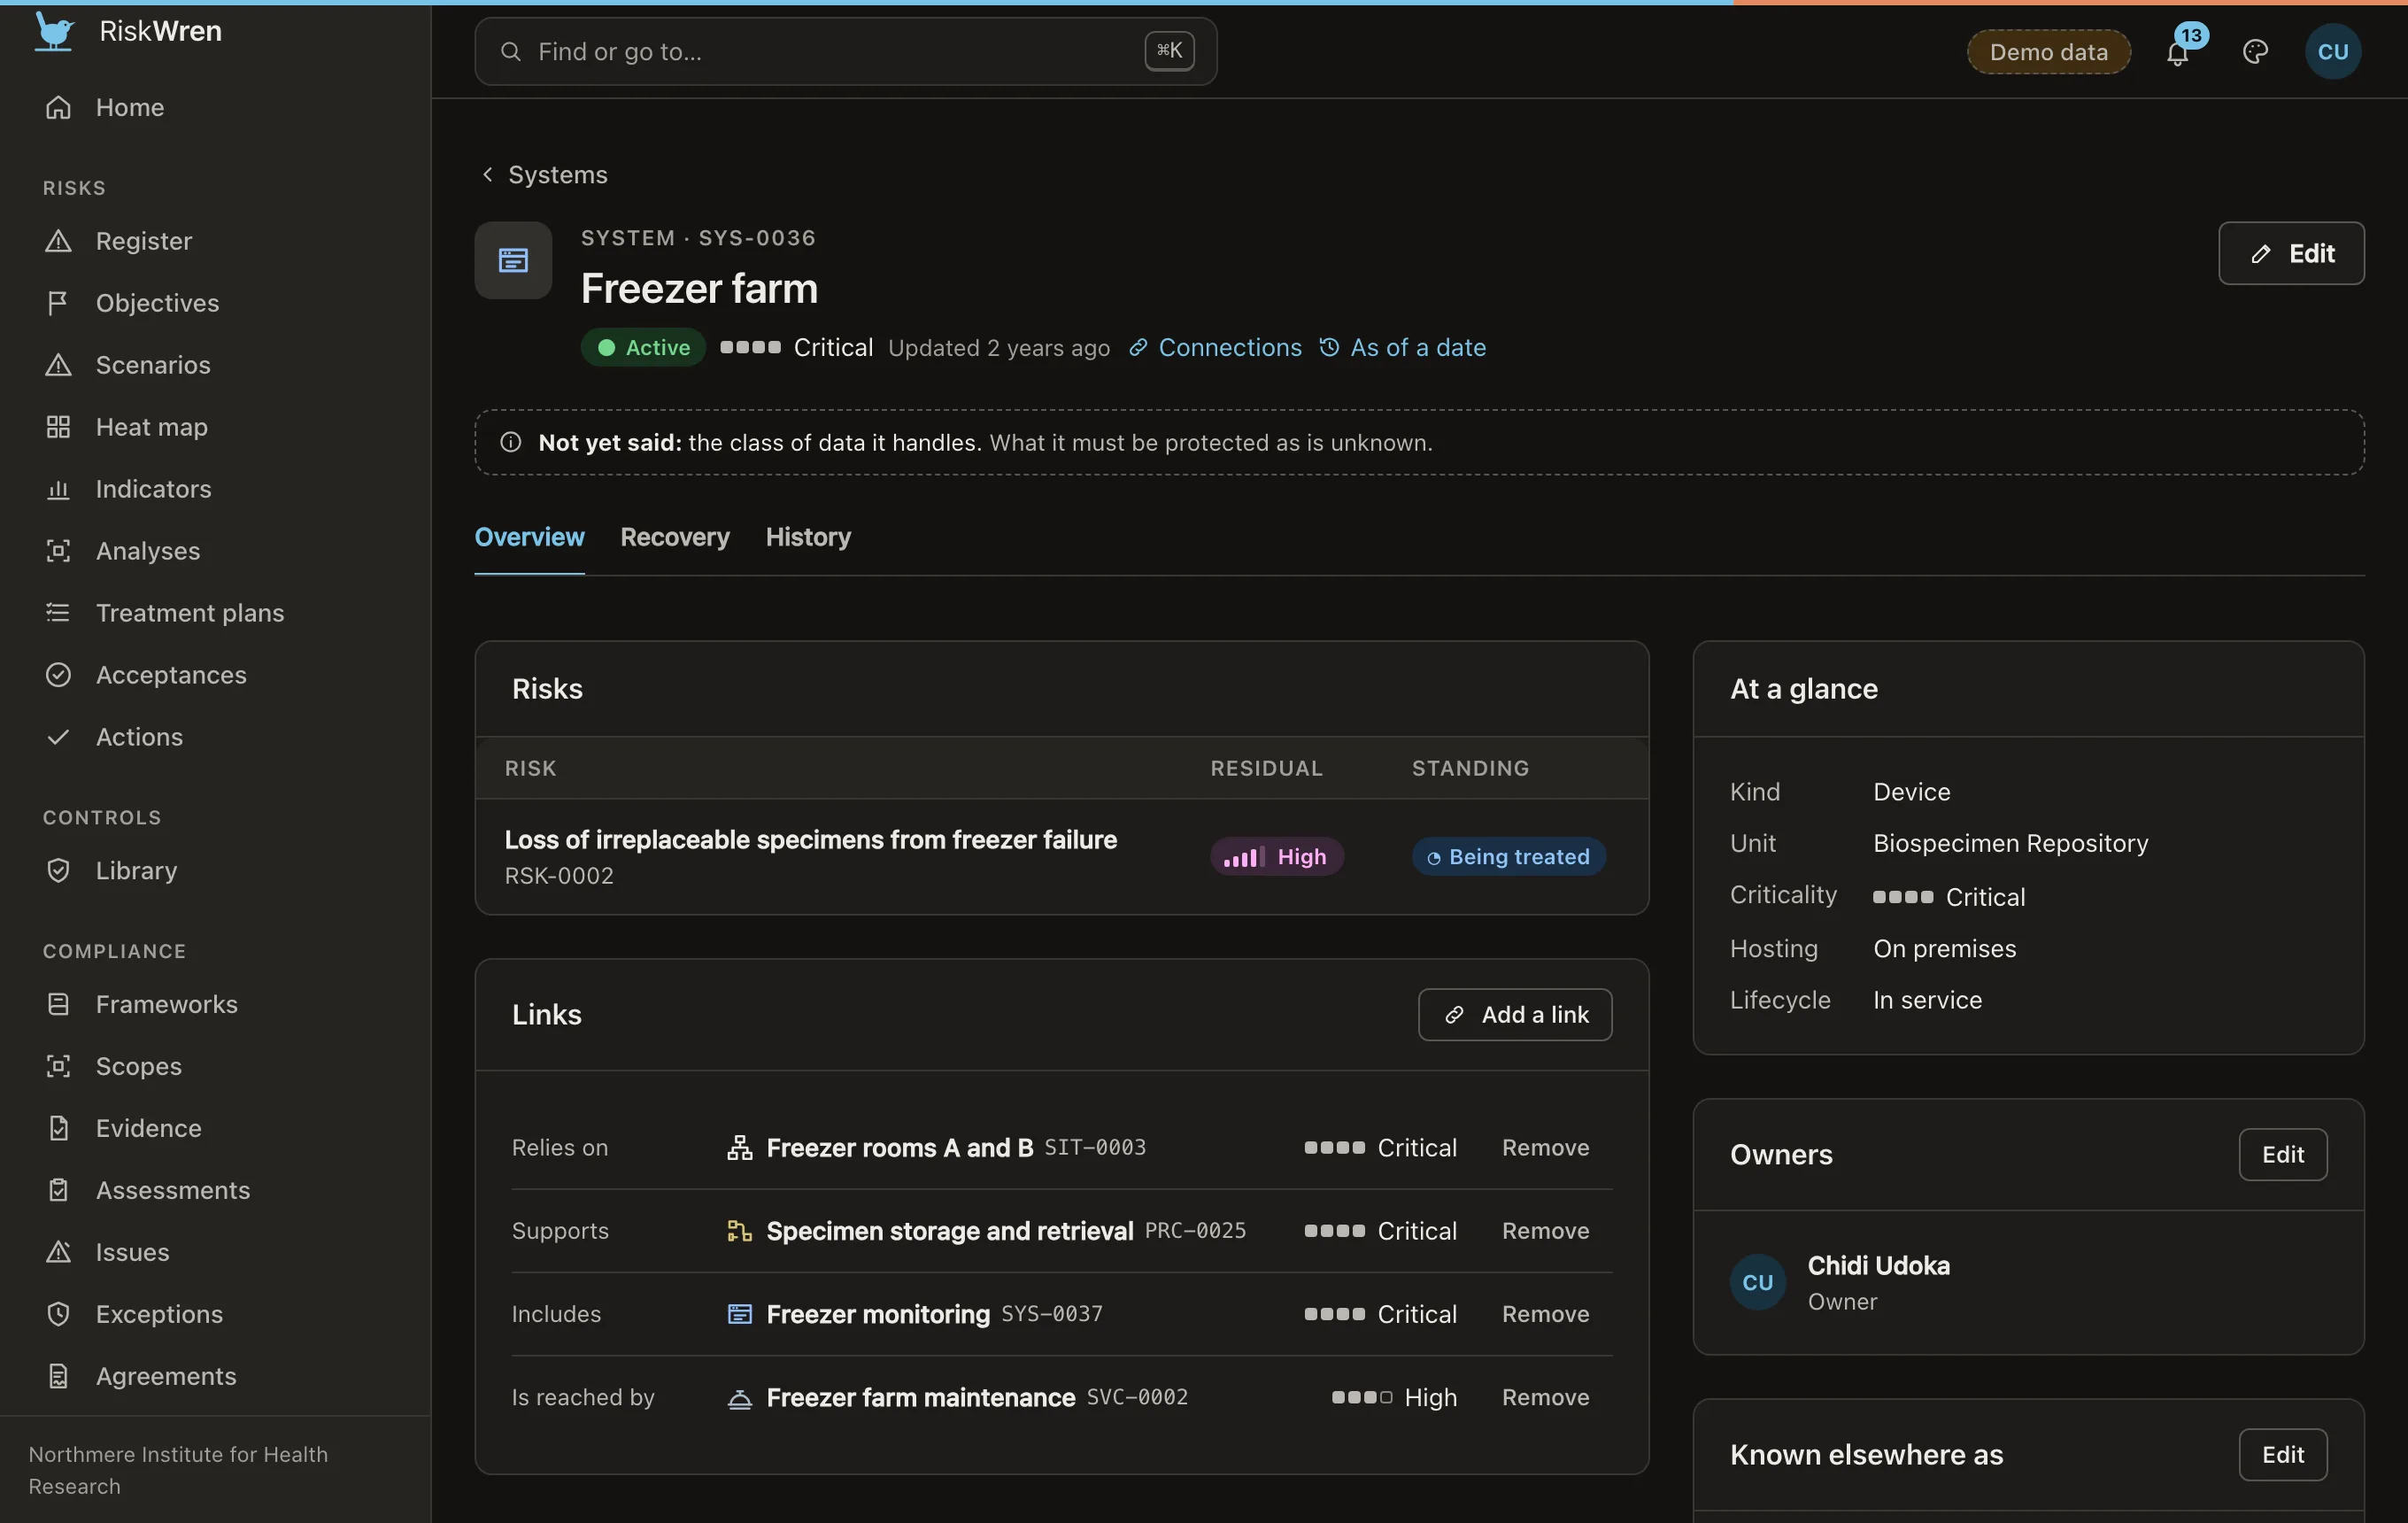 RiskWren
Find or go to...
⌘K
Demo data
13
CU
Home
RISKS
Register
Objectives
Scenarios
Heat map
Indicators
Analyses
Treatment plans
Acceptances
Actions
CONTROLS
Library
COMPLIANCE
Frameworks
Scopes
Evidence
Assessments
Issues
Exceptions
Agreements
Northmere Institute for Health
Research
Systems
SYSTEM · SYS-0036
Freezer farm
Edit
Active Critical Updated 2 years ago Connections As of a date
Not yet said: the class of data it handles. What it must be protected as is unknown.
Overview Recovery History
Risks
RISK RESIDUAL STANDING
Loss of irreplaceable specimens from freezer failure
RSK-0002
High
Being treated
Links
Add a link
Relies on Freezer rooms A and B SIT-0003 Critical Remove
Supports Specimen storage and retrieval PRC-0025 Critical Remove
Includes Freezer monitoring SYS-0037 Critical Remove
Is reached by Freezer farm maintenance SVC-0002 High Remove
At a glance
Kind Device
Unit Biospecimen Repository
Criticality Critical
Hosting On premises
Lifecycle In service
Owners
Edit
CU
Chidi Udoka
Owner
Known elsewhere as
Edit